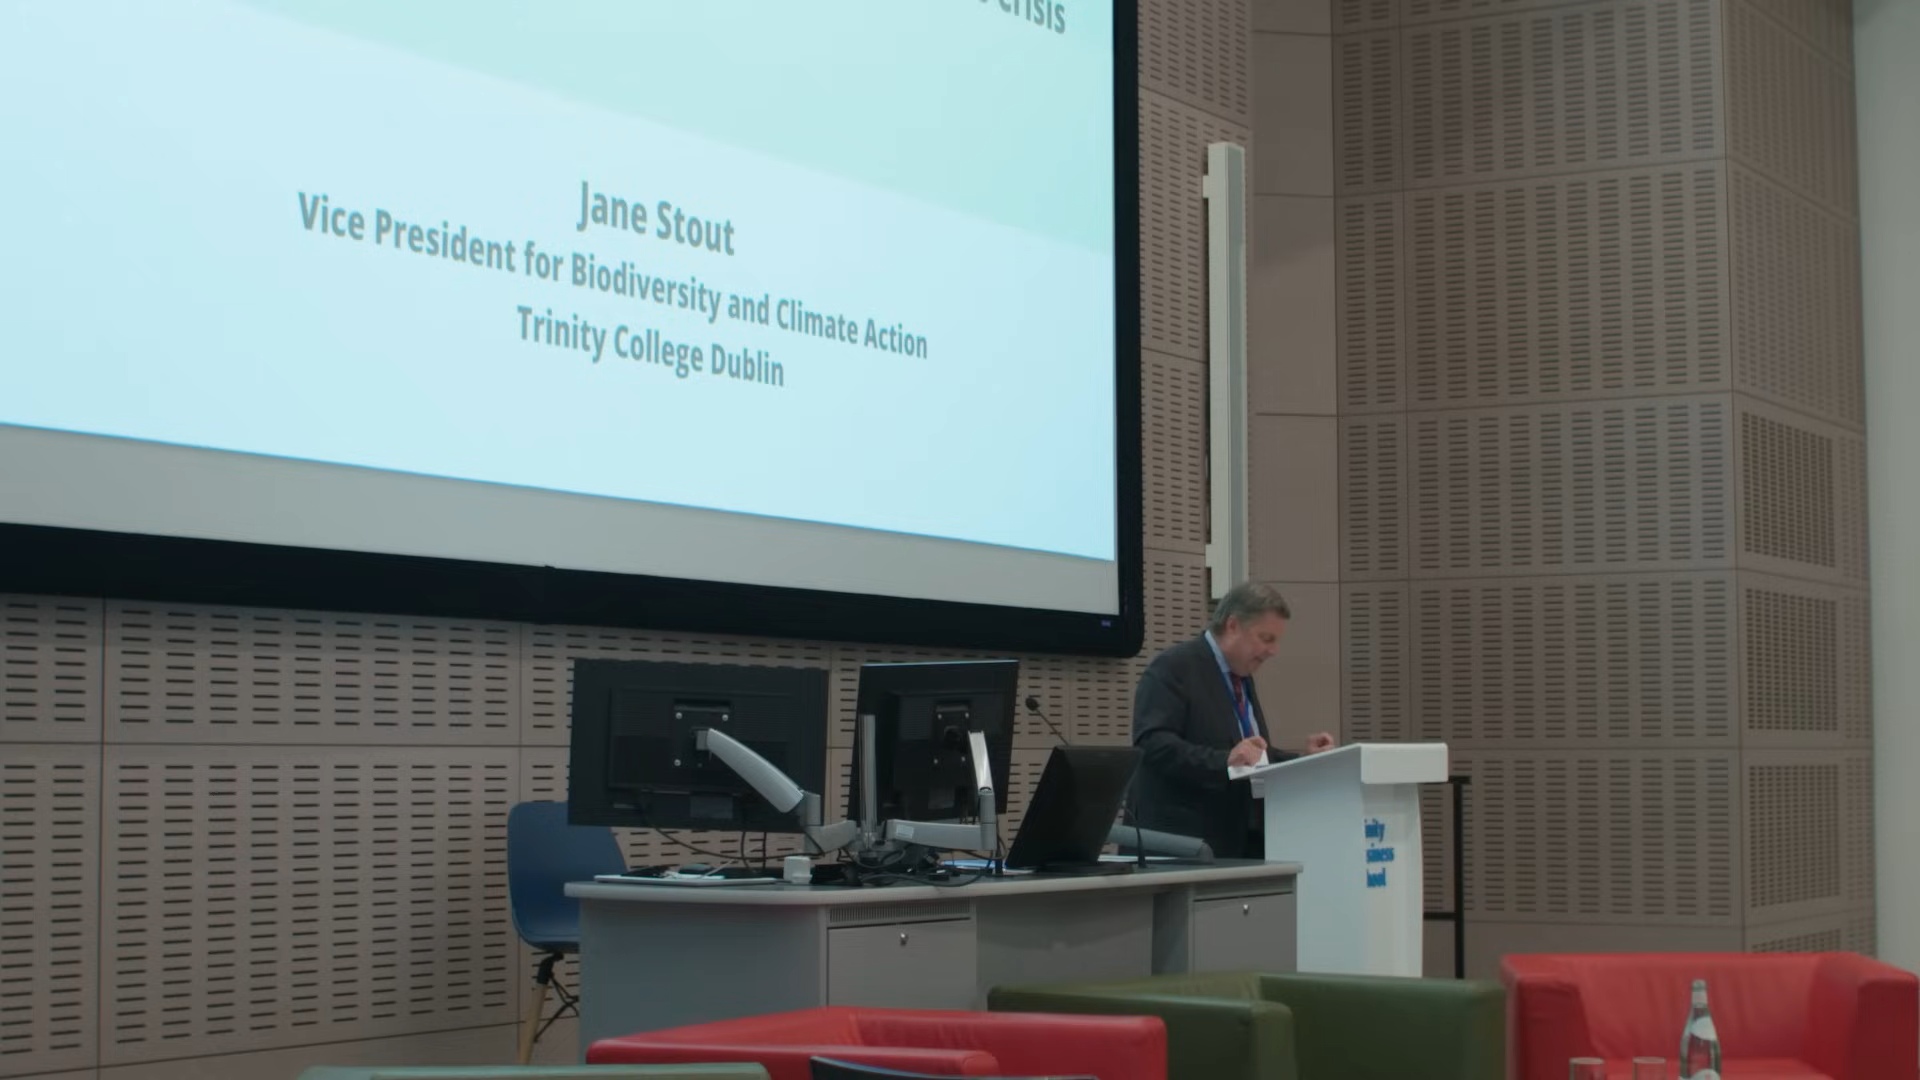 crisis
Jane Stout
Vice President for Biodiversity and Climate Action
Trinity College Dublin